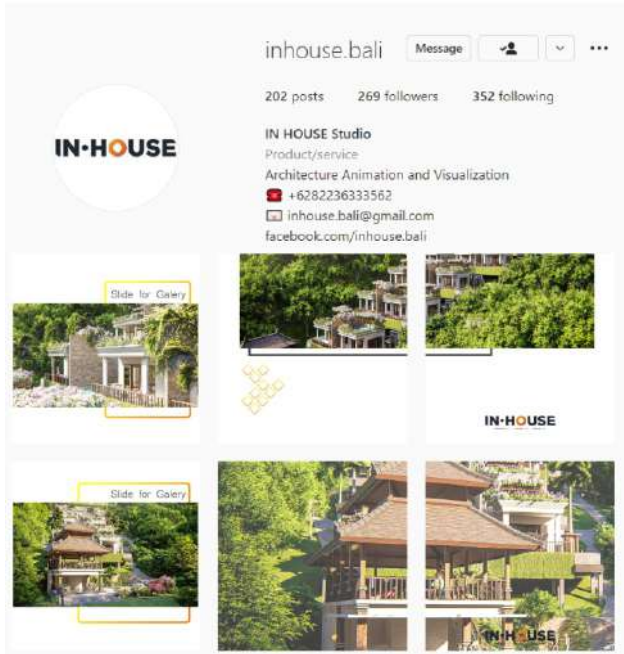 inhouse.bali Message
202 posts 269 followers 352 following
IN HOUSE Studio
Product/service
Architecture Animation and Visualization
+6282236333562
inhouse.bali@gmail.com
facebook.com/inhouse.bali
IN-HOUSE
Slide for Galery
IN-HOUSE
Slide for Galery
IN-HOUSE